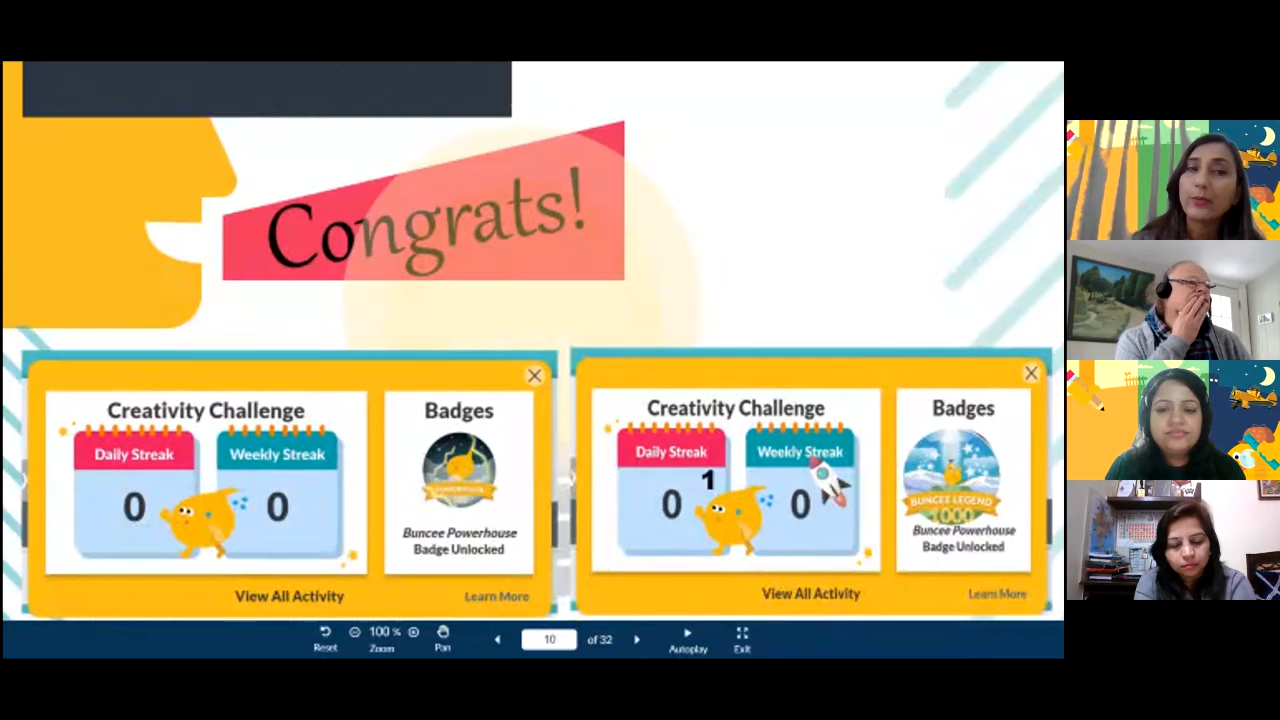 Congrats!
Creativity Challenge
Daily Streak
Weekly Streak
0
0
Badges
Buncee Powerhouse
Badge Unlocked
View All Activity
Learn More
Creativity Challenge
Daily Streak
Weekly Streak
0
1
0
Badges
BUNCEE LEGEND
1000
Buncee Powerhouse
Badge Unlocked
View All Activity
Learn More
Reset
100 %
Zoom
Pan
10
of 32
Autoplay
Exit